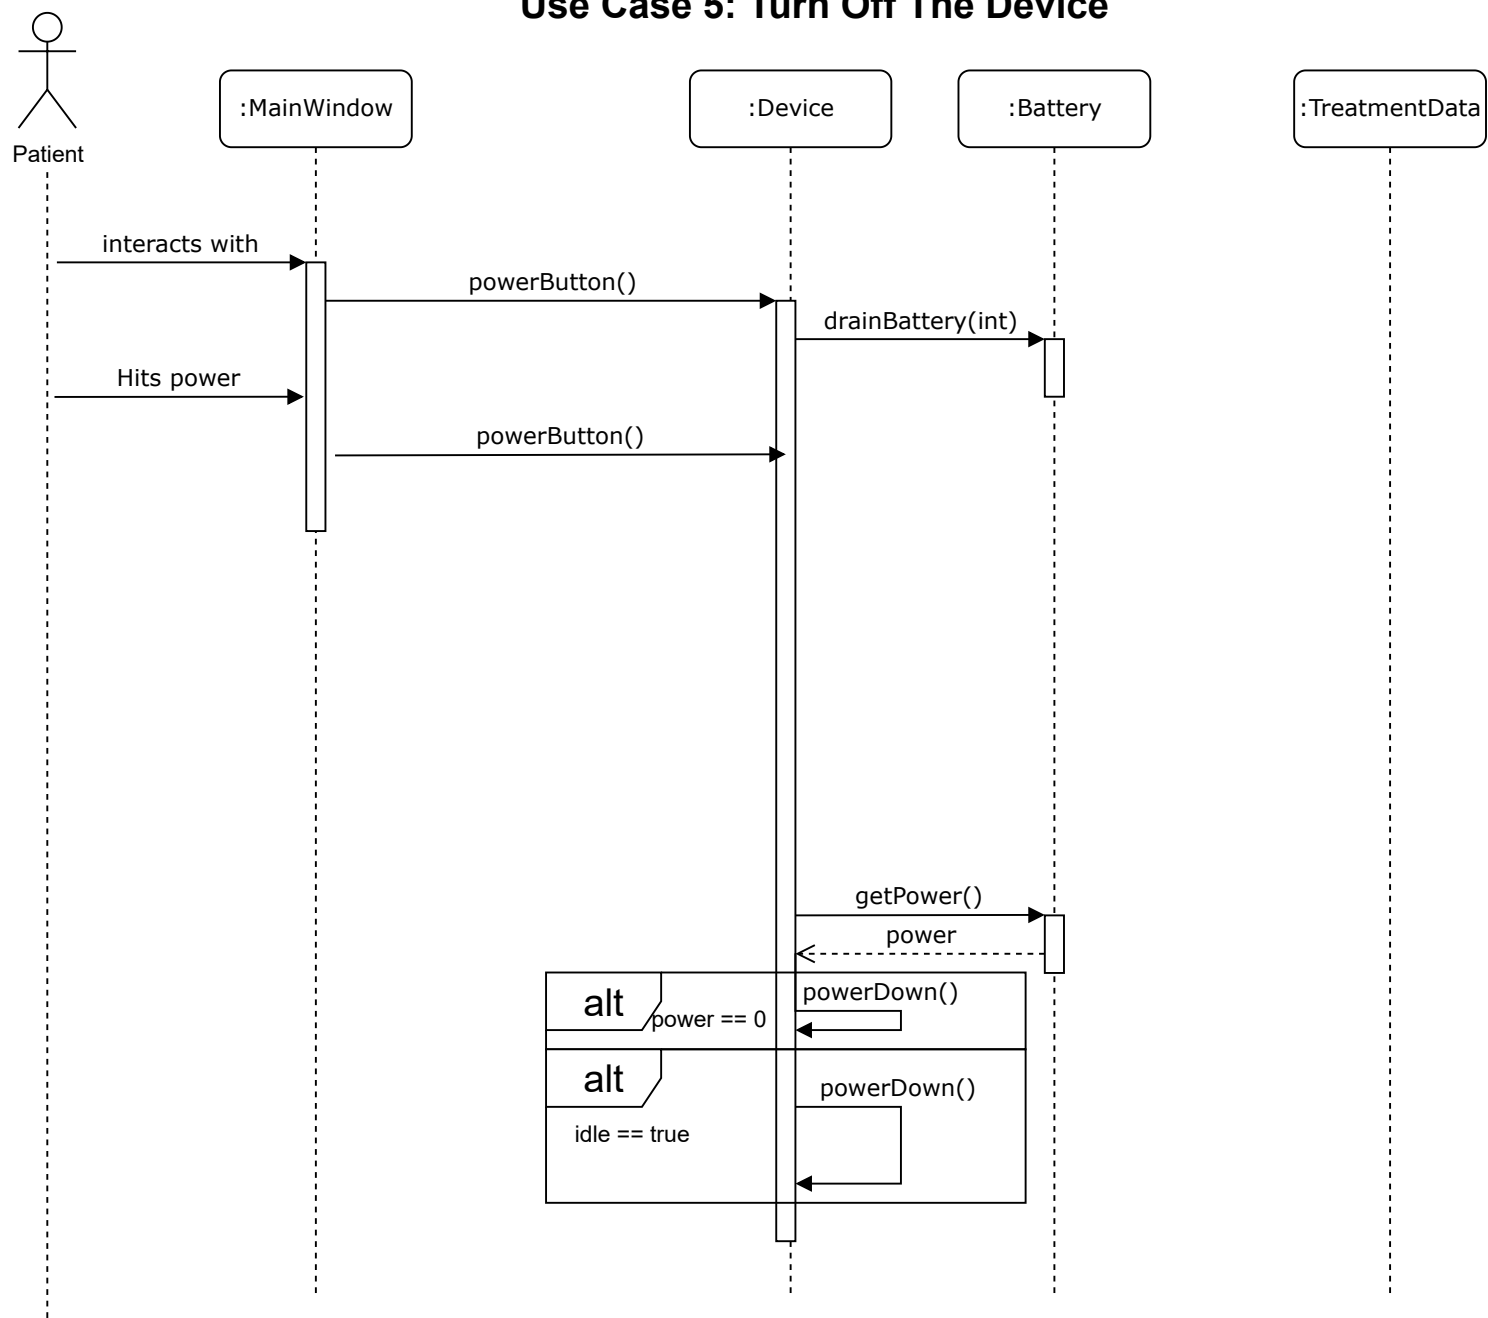 Use Case 5: Turn Off The Device
:MainWindow
:Device
:Battery
:TreatmentData
Patient
interacts with
powerButton()
drainBattery(int)
Hits power
powerButton()
getPower()
power
alt
powerDown()
power == 0
alt
powerDown()
idle == true